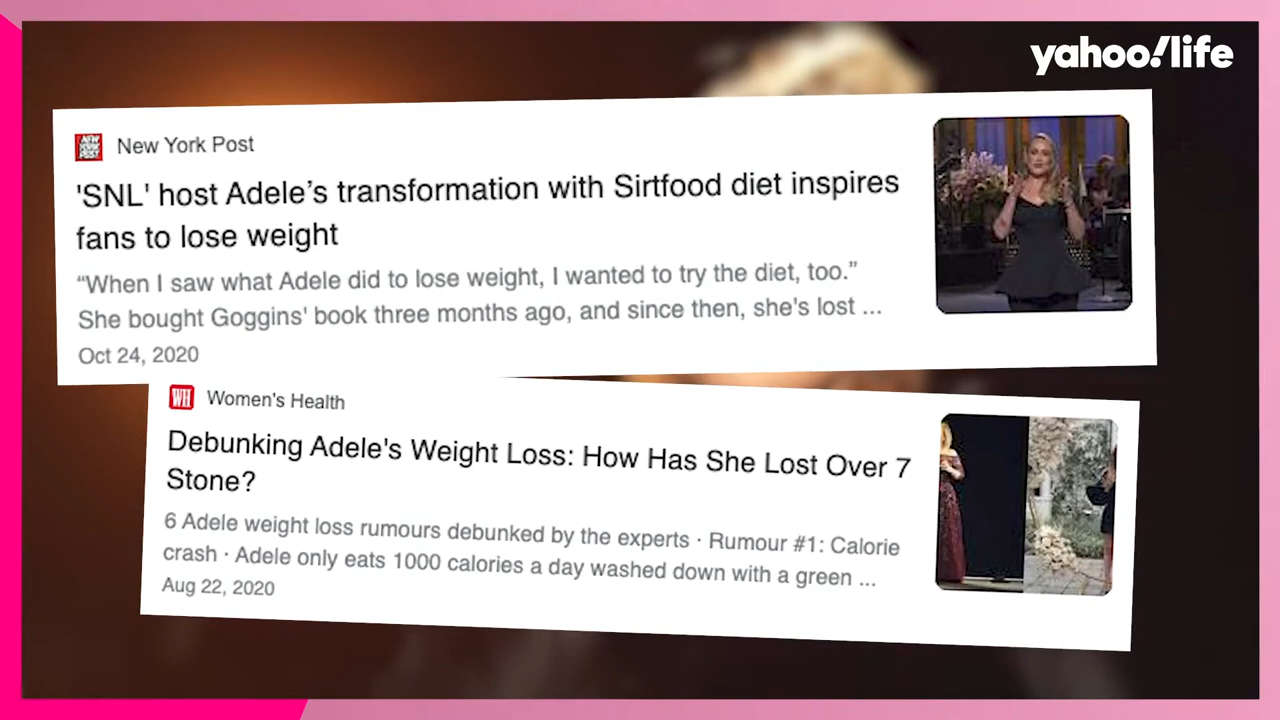 yahoo!life
New York Post
'SNL' host Adele’s transformation with Sirtfood diet inspires
fans to lose weight
“When I saw what Adele did to lose weight, I wanted to try the diet, too.”
She bought Goggins' book three months ago, and since then, she's lost ...
Oct 24, 2020
WH
Women's Health
Debunking Adele's Weight Loss: How Has She Lost Over 7
Stone?
6 Adele weight loss rumours debunked by the experts · Rumour #1: Calorie
crash · Adele only eats 1000 calories a day washed down with a green ...
Aug 22, 2020